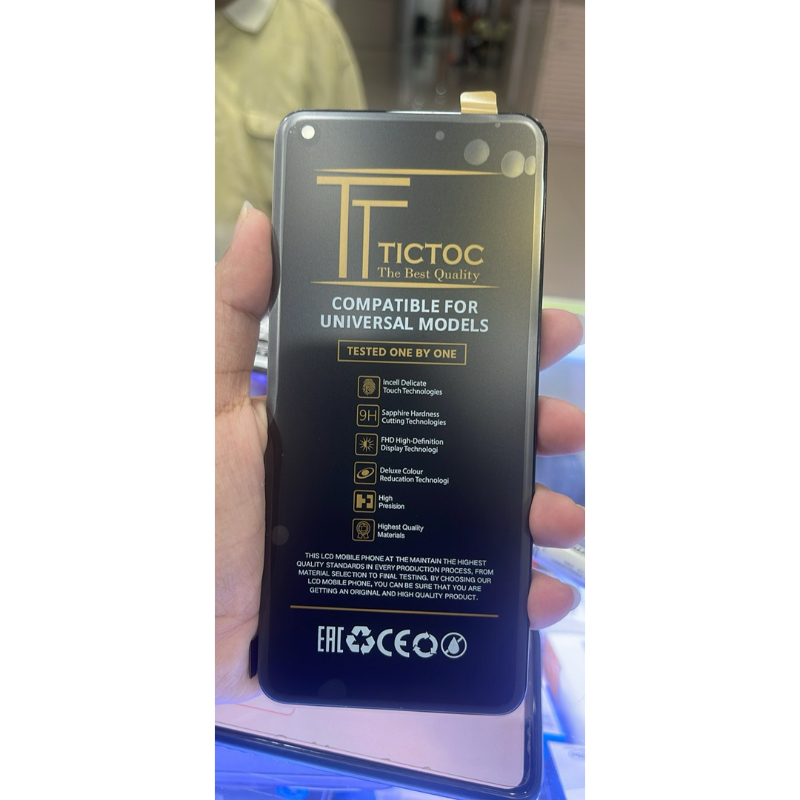 TT
TICTOC
The Best Quality
COMPATIBLE FOR
UNIVERSAL MODELS
TESTED ONE BY ONE
Incell Delicate
Touch Technologies
9H
Sapphire Hardness
Cutting Technologies
FHD High-Definition
Display Technologi
Deluxe Colour
Reducation Technologi
High
Presision
Highest Quality
Materials
THIS LCD MOBILE PHONE AT THE MAINTAIN THE HIGHEST
QUALITY STANDARDS IN EVERY PRODUCTION PROCESS, FROM
MATERIAL SELECTION TO FINAL TESTING. BY CHOOSING OUR
LCD MOBILE PHONE, YOU CAN BE SURE THAT YOU ARE
GETTING AN ORIGINAL AND HIGH QUALITY PRODUCT.
EAC CE